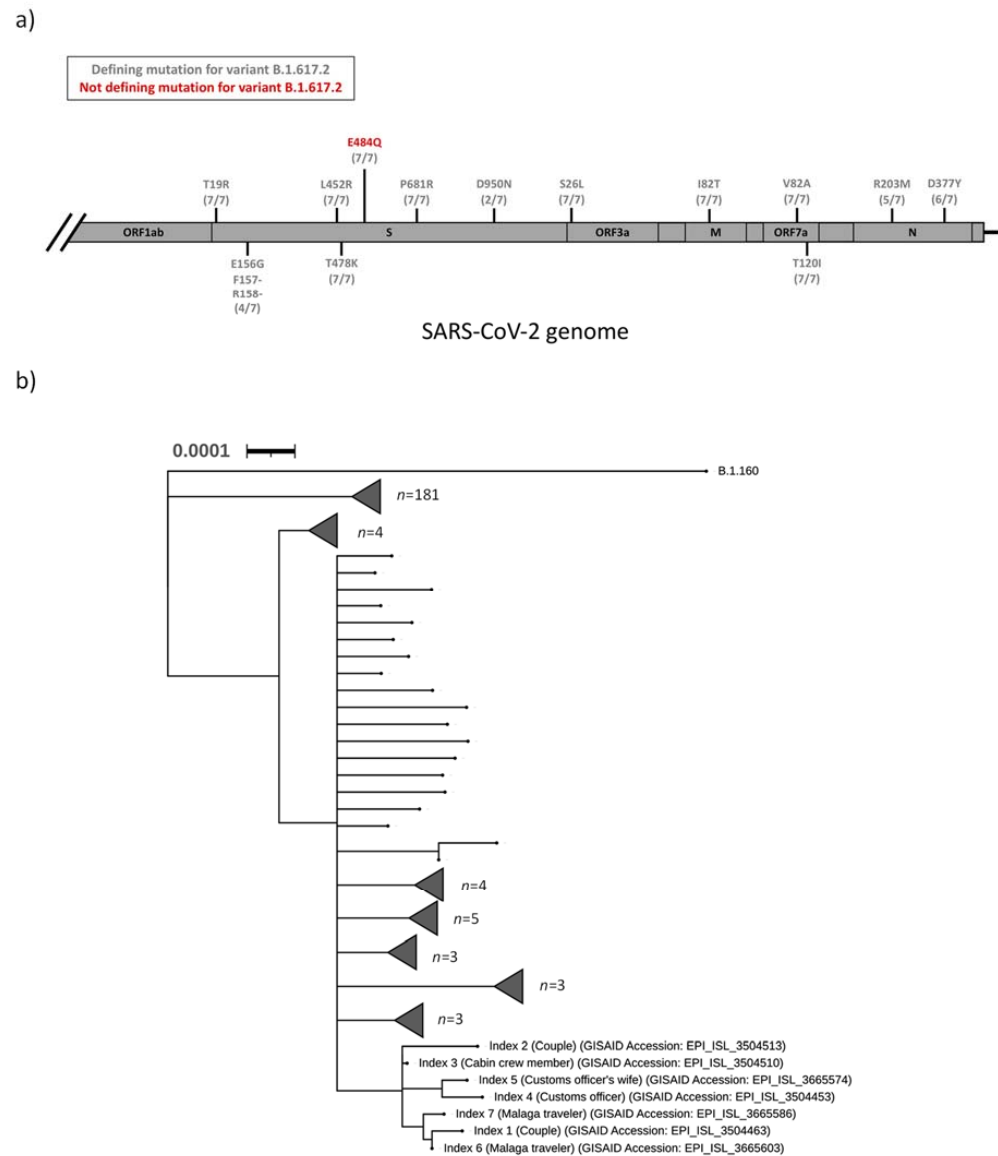 a)
Defining mutation for variant B.1.617.2
Not defining mutation for variant B.1.617.2
E484Q
(7/7)
T19R
(7/7)
L452R
(7/7)
P681R
(7/7)
D950N
(2/7)
S26L
(7/7)
I82T
(7/7)
V82A
(7/7)
R203M
(5/7)
D377Y
(6/7)
ORF1ab
S
ORF3a
M
ORF7a
N
E156G
F157-
R158-
(4/7)
T478K
(7/7)
T120I
(7/7)
SARS-CoV-2 genome
b)
0.0001
B.1.160
n=181
n=4
n=4
n=5
n=3
n=3
n=3
Index 2 (Couple) (GISAID Accession: EPI_ISL_3504513)
Index 3 (Cabin crew member) (GISAID Accession: EPI_ISL_3504510)
Index 5 (Customs officer's wife) (GISAID Accession: EPI_ISL_3665574)
Index 4 (Customs officer) (GISAID Accession: EPI_ISL_3504453)
Index 7 (Malaga traveler) (GISAID Accession: EPI_ISL_3665586)
Index 1 (Couple) (GISAID Accession: EPI_ISL_3504463)
Index 6 (Malaga traveler) (GISAID Accession: EPI_ISL_3665603)